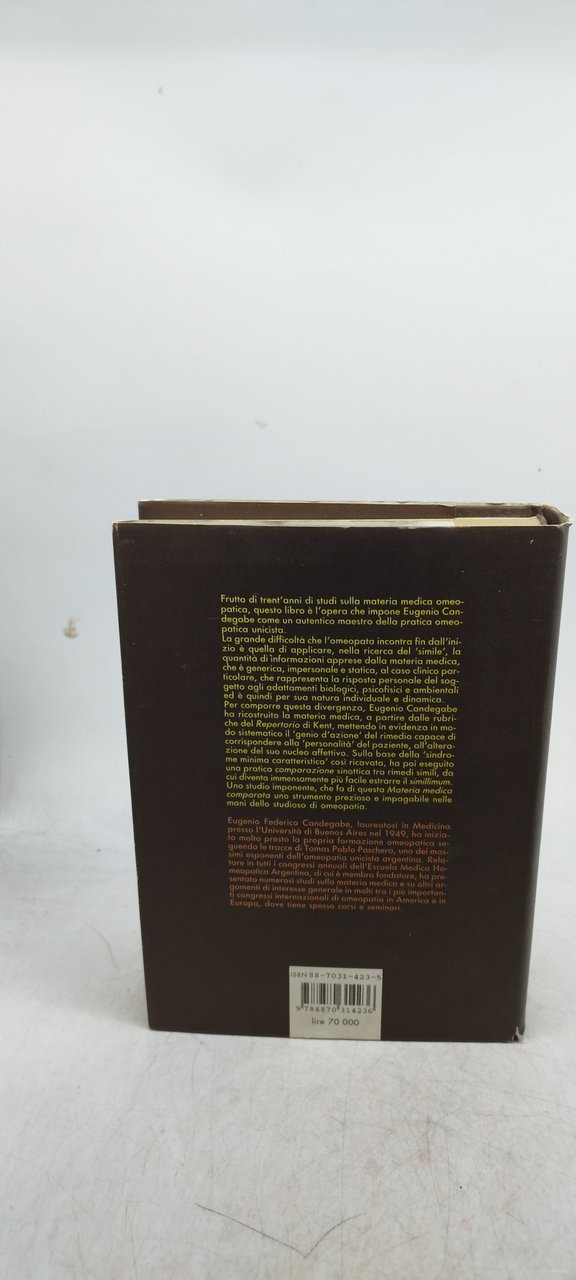 Frutto di trent'anni di studi sulla materia medica omeo-
patica, questo libro è l'opera che impone Eugenio Can-
degabe come un autentico maestro della pratica omeo-
patica unicista.
La grande difficoltà che l'omeopata incontra fin dall'ini-
zio è quella di applicare, nella ricerca del 'simile', la
quantità di informazioni apprese dalla materia medica,
che è generica, impersonale e statica, al caso clinico par-
ticolare, che rappresenta la risposta personale del sog-
getto agli adattamenti biologici, psicofisici e ambientali
ed è quindi per sua natura individuale e dinamica.
Per comporre questa divergenza, Eugenio Candegabe
ha ricostruito la materia medica, a partire dalle rubri-
che del Repertorio di Kent, mettendo in evidenza in mo-
do sistematico il 'genio d'azione' del rimedio capace di
corrispondere alla 'personalità' del paziente, all'altera-
zione del suo nucleo affettivo. Sulla base della 'sindro-
me minima caratteristica' così ricavata, ha poi eseguito
una pratica comparazione sinottica tra rimedi simili, da
cui diventa immensamente più facile estrarre il simillimum.
Uno studio imponente, che fa di questa Materia medica
comparata uno strumento prezioso e impagabile nelle
mani dello studioso di omeopatia.
Eugenio Federico Candegabe, laureatosi in Medicina
presso l'Università di Buenos Aires nel 1949, ha inizia-
to molto presto la propria formazione omeopatica se-
guendo le tracce di Tomas Pablo Paschero, uno dei mas-
simi esponenti dell'omeopatia unicista argentina. Rela-
tore in tutti i congressi annuali dell'Escuela Medica Ho-
meopatica Argentina, di cui è membro fondatore, ha pre-
sentato numerosi studi sulla materia medica e su altri ar-
gomenti di interesse generale in molti tra i più importan-
ti congressi internazionali di omeopatia in America e in
Europa, dove tiene spesso corsi e seminari.
ISBN 88-7031-423-5
9 788870 314236
lire 70 000